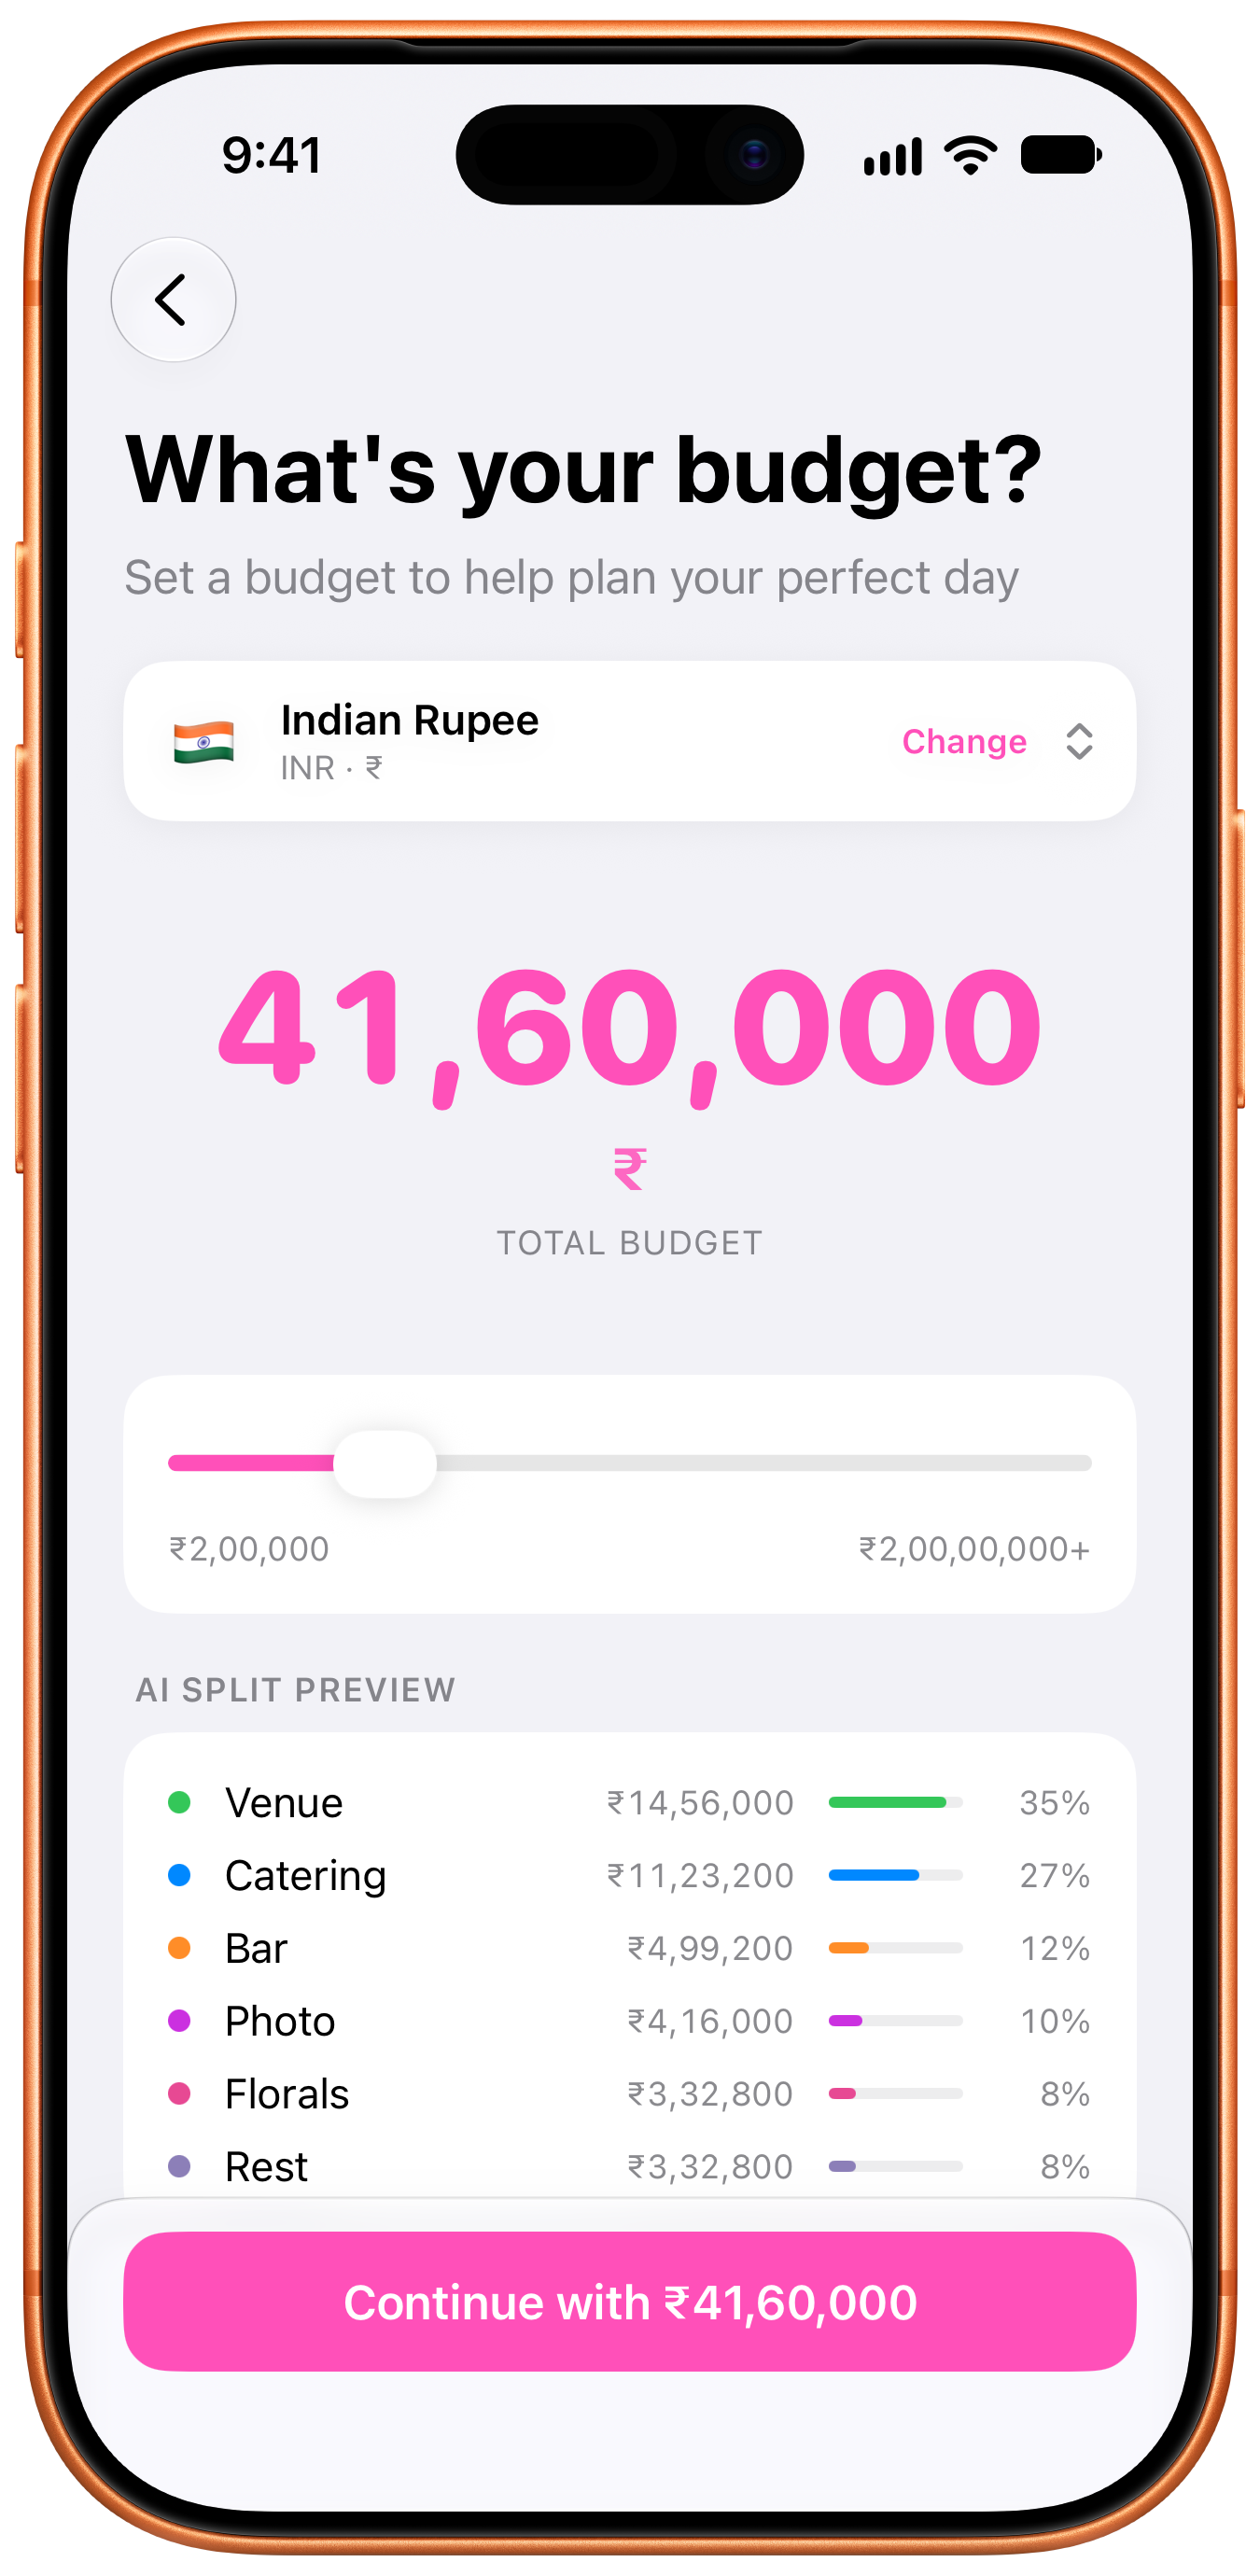 9:41
What's your budget?
Set a budget to help plan your perfect day
Indian Rupee
INR · ₹
Change
41,60,000
₹
TOTAL BUDGET
₹2,00,000 ₹2,00,00,000+
AI SPLIT PREVIEW
Venue ₹14,56,000 35%
Catering ₹11,23,200 27%
Bar ₹4,99,200 12%
Photo ₹4,16,000 10%
Florals ₹3,32,800 8%
Rest ₹3,32,800 8%
Continue with ₹41,60,000